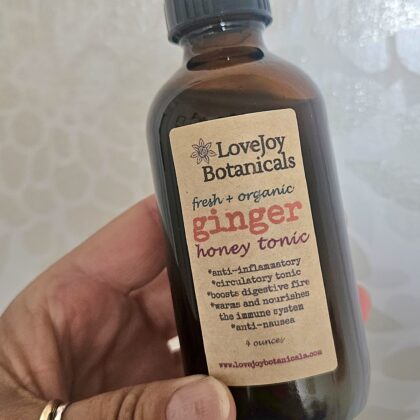 LoveJoy
Botanicals
fresh + organic
ginger
honey tonic
*anti-inflammatory
*circulatory tonic
*boosts digestive fire
*warms and nourishes
the immune system
*anti-nausea
4 ounces
www.lovejoybotanicals.com